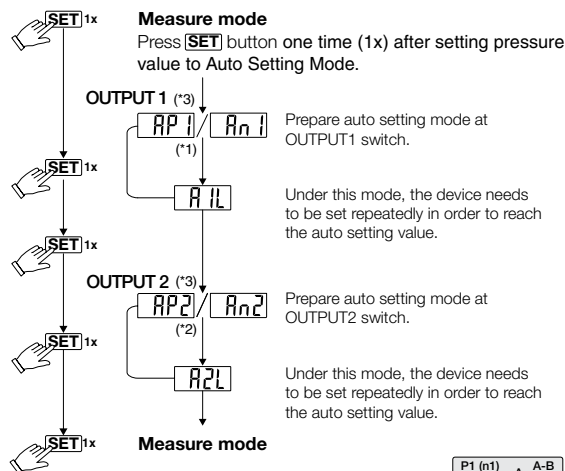 SET 1x
Measure mode
Press SET button one time (1x) after setting pressure
value to Auto Setting Mode.
OUTPUT 1 (*3)
AP1 / An1
(*1)
Prepare auto setting mode at
OUTPUT1 switch.
SET 1x
A1L
Under this mode, the device needs
to be set repeatedly in order to reach
the auto setting value.
SET 1x
OUTPUT 2 (*3)
AP2 / An2
(*2)
Prepare auto setting mode at
OUTPUT2 switch.
SET 1x
A2L
Under this mode, the device needs
to be set repeatedly in order to reach
the auto setting value.
SET 1x
Measure mode
P1 (n1)
A-B